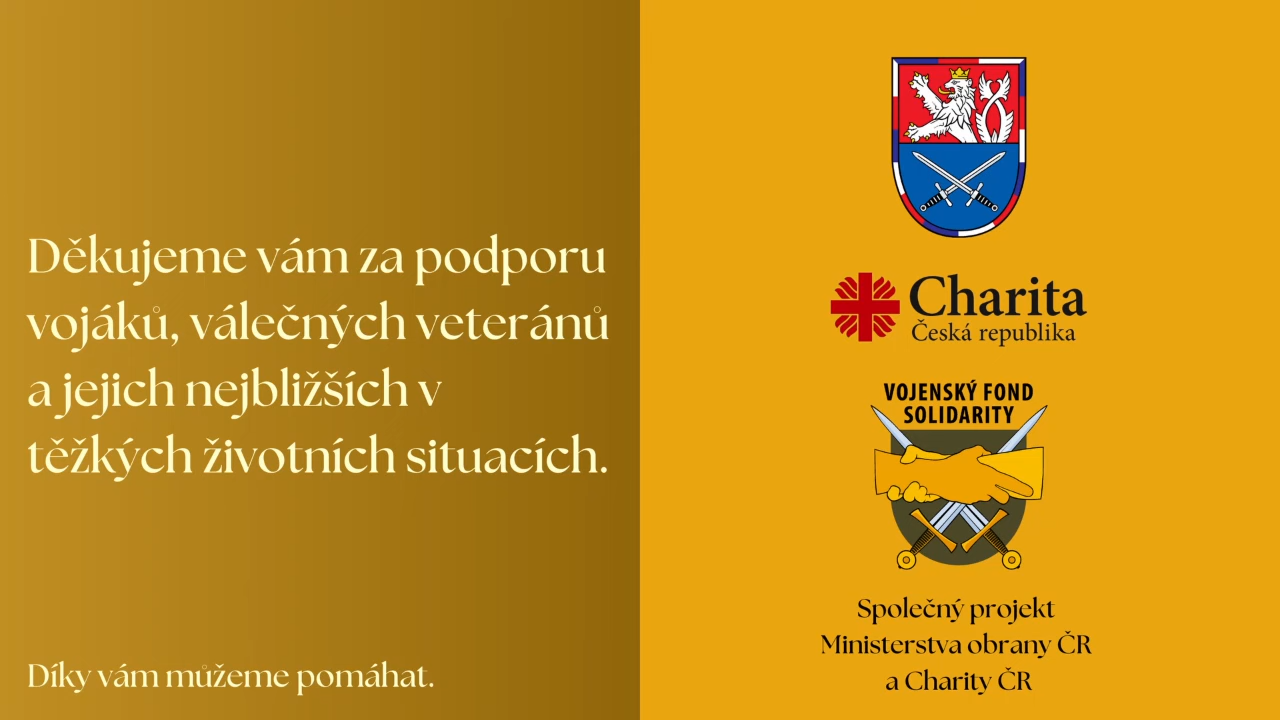 Děkujeme vám za podporu
vojáků, válečných veteránů
a jejich nejbližších v
těžkých životních situacích.
Díky vám můžeme pomáhat.
Charita
Česká republika
VOJENSKÝ FOND
SOLIDARITY
Společný projekt
Ministerstva obrany ČR
a Charity ČR